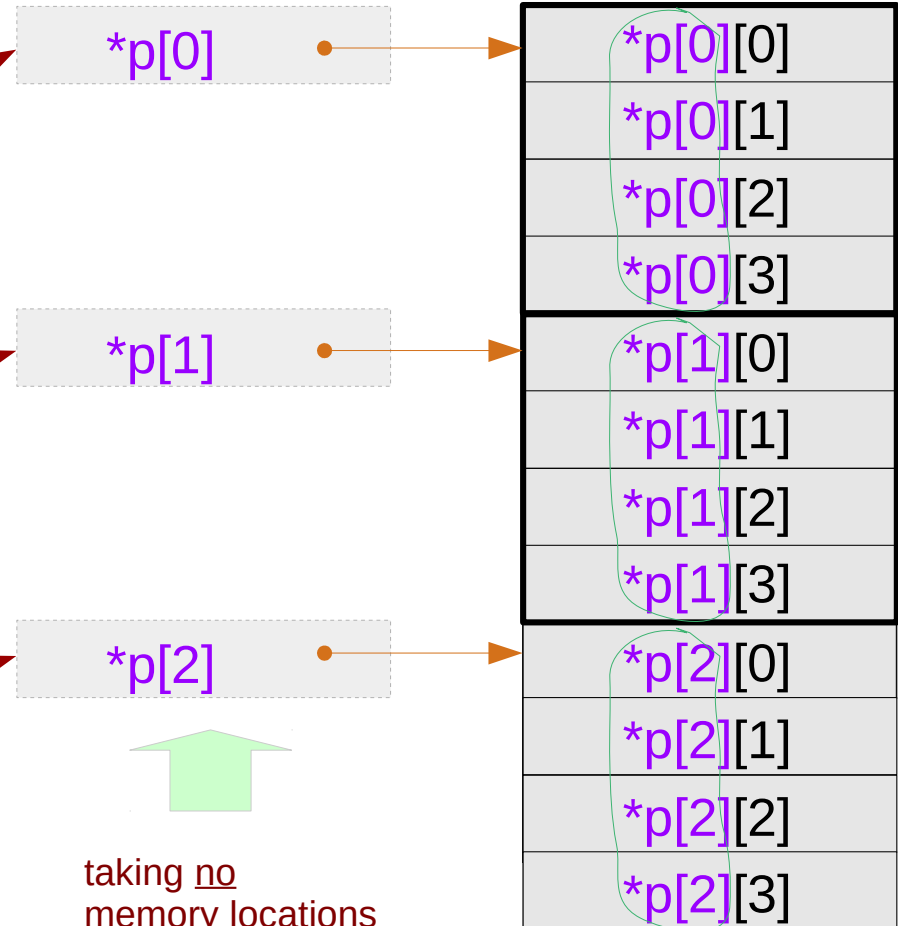 *p[0]
*p[0][0]
*p[0][1]
*p[0][2]
*p[0][3]
*p[1]
*p[1][0]
*p[1][1]
*p[1][2]
*p[1][3]
*p[2]
*p[2][0]
*p[2][1]
*p[2][2]
*p[2][3]
taking no
memory locations